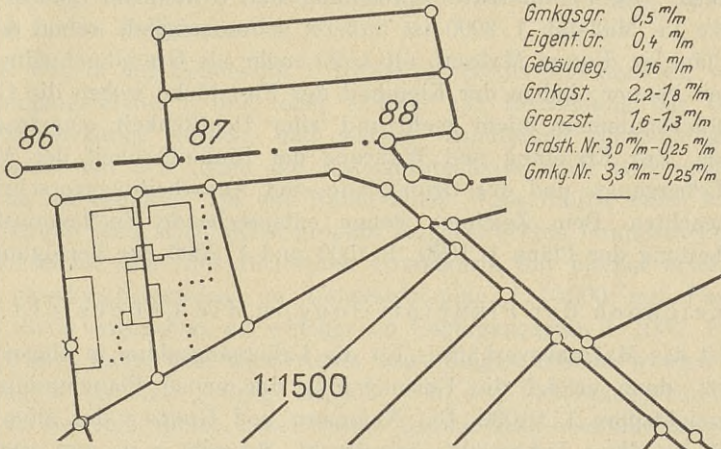 Gmkgsgr. 0,5 m/m
Eigent. Gr. 0,4 m/m
Gebäudeg. 0,16 m/m
Gmkgst. 2,2-1,8 m/m
Grenzst. 1,6-1,3 m/m
Grdstk. Nr. 3,0 m/m-0,25 m/m
Gmkg. Nr. 3,3 m/m-0,25 m/m
86
87
88
1:1500